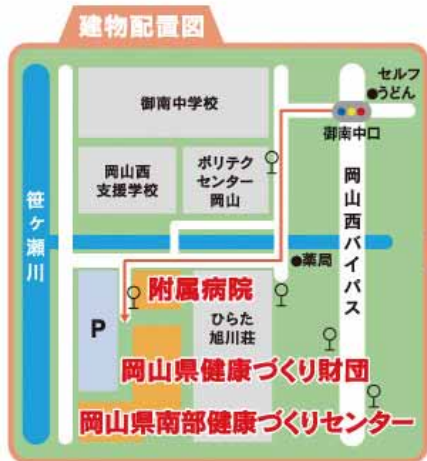 建物配置図
セルフ
●うどん
御南中学校
御南中口
岡山西
支援学校
ポリテク
センター
岡山
岡山西バイパス
笹ヶ瀬川
●薬局
附属病院
P
ひらた
旭川荘
岡山県健康づくり財団
岡山県南部健康づくりセンター